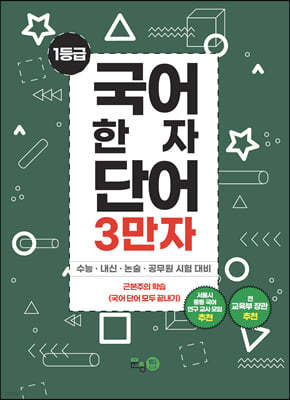 1등급
국어
한자
단어
3만자
수능·내신·논술·공무원 시험 대비
근본주의 학습
(국어 단어 모두 끝내기)
서울시
중등 국어
연구 교사 모임
추천
전
교육부 장관
추천